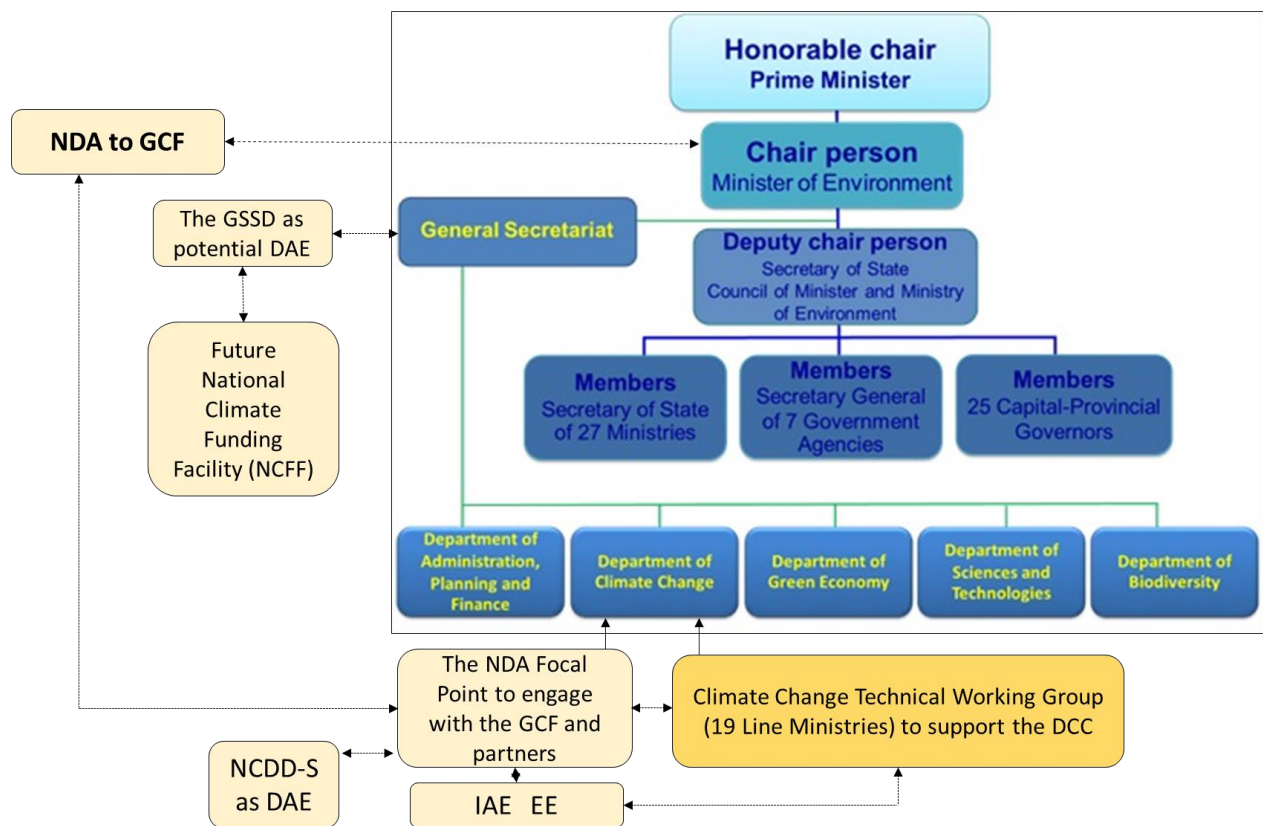 Honorable chair
Prime Minister
NDA to GCF
Chair person
Minister of Environment
The GSSD as
potential DAE
General Secretariat
Deputy chair person
Secretary of State
Council of Minister and Ministry
of Environment
Future
National
Climate
Funding
Facility (NCFF)
Members
Secretary of State
of 27 Ministries
Members
Secretary General
of 7 Government
Agencies
Members
25 Capital-Provincial
Governors
Department of
Administration,
Planning and
Finance
Department of
Climate Change
Department of
Green Economy
Department of
Sciences and
Technologies
Department of
Biodiversity
The NDA Focal
Point to engage
with the GCF and
partners
Climate Change Technical Working Group
(19 Line Ministries) to support the DCC
NCDD-S
as DAE
IAE EE